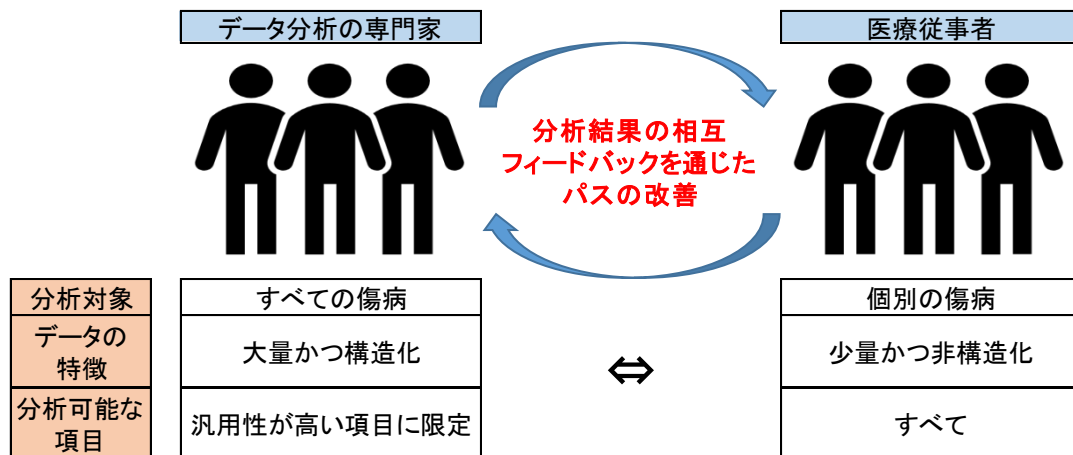 データ分析の専門家
医療従事者
分析結果の相互
フィードバックを通じた
パスの改善
分析対象
すべての傷病
個別の傷病
データの
特徴
大量かつ構造化
⇔
少量かつ非構造化
分析可能な
項目
汎用性が高い項目に限定
すべて